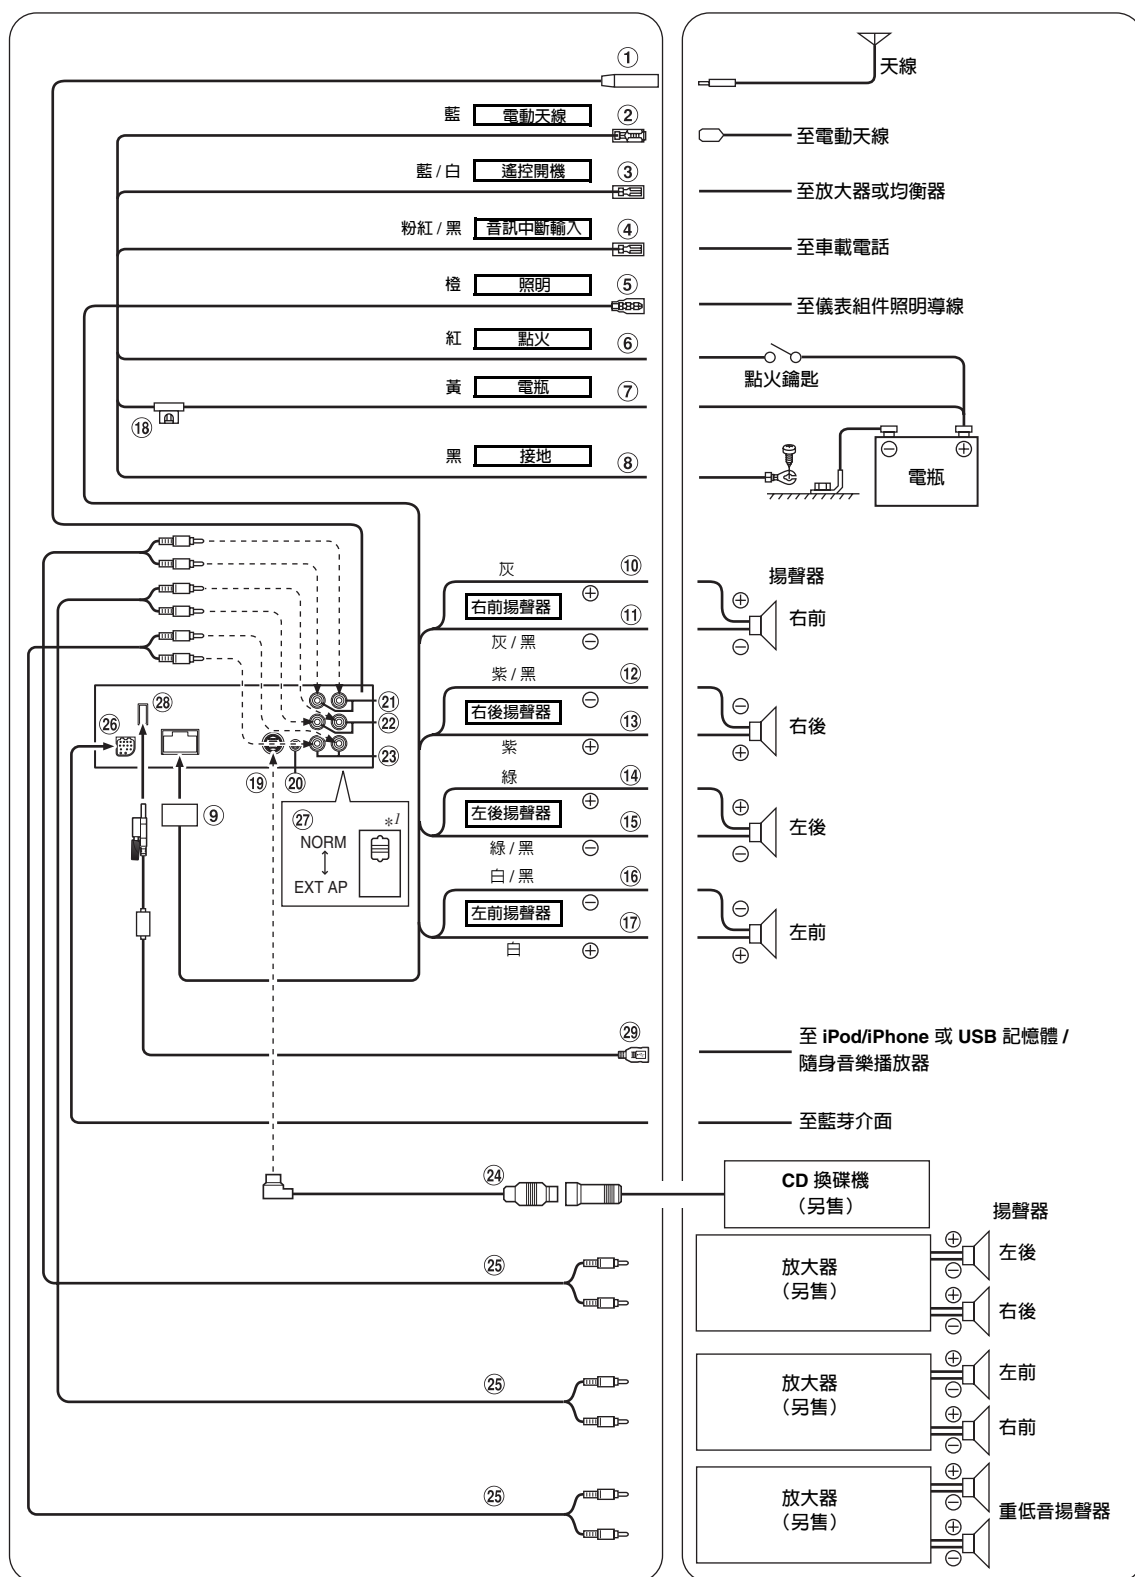 ①
天線
藍 電動天線 ②
至電動天線
藍 / 白 遙控開機 ③
至放大器或均衡器
粉紅 / 黑 音訊中斷輸入 ④
至車載電話
橙 照明 ⑤
至儀表組件照明導線
紅 點火 ⑥
點火鑰匙
黃 電瓶 ⑦
⑱
黑 接地 ⑧
⊖ ⊕
電瓶
揚聲器
灰 ⑩
⊕
右前揚聲器 ⑪
灰 / 黑 ⊖
⊕
右前
⊖
紫 / 黑 ⑫
⊖
右後揚聲器 ⑬
紫 ⊕
⊖
右後
⊕
綠 ⑭
⊕
左後揚聲器 ⑮
綠 / 黑 ⊖
⊕
左後
⊖
白 / 黑 ⑯
⊖
左前揚聲器 ⑰
白 ⊕
⊖
左前
⊕
㉘
㉑
㉖
㉒
㉓
⑲ ⑳
⑨
㉗
*1
NORM
EXT AP
㉙
至 iPod/iPhone 或 USB 記憶體 /
隨身音樂播放器
至藍芽介面
㉔
CD 換碟機
（另售）
揚聲器
㉕
放大器
（另售）
⊕
左後
⊖
⊕
右後
⊖
㉕
放大器
（另售）
⊕
左前
⊖
⊕
右前
⊖
㉕
放大器
（另售）
⊕
⊖
重低音揚聲器
⊕
⊖